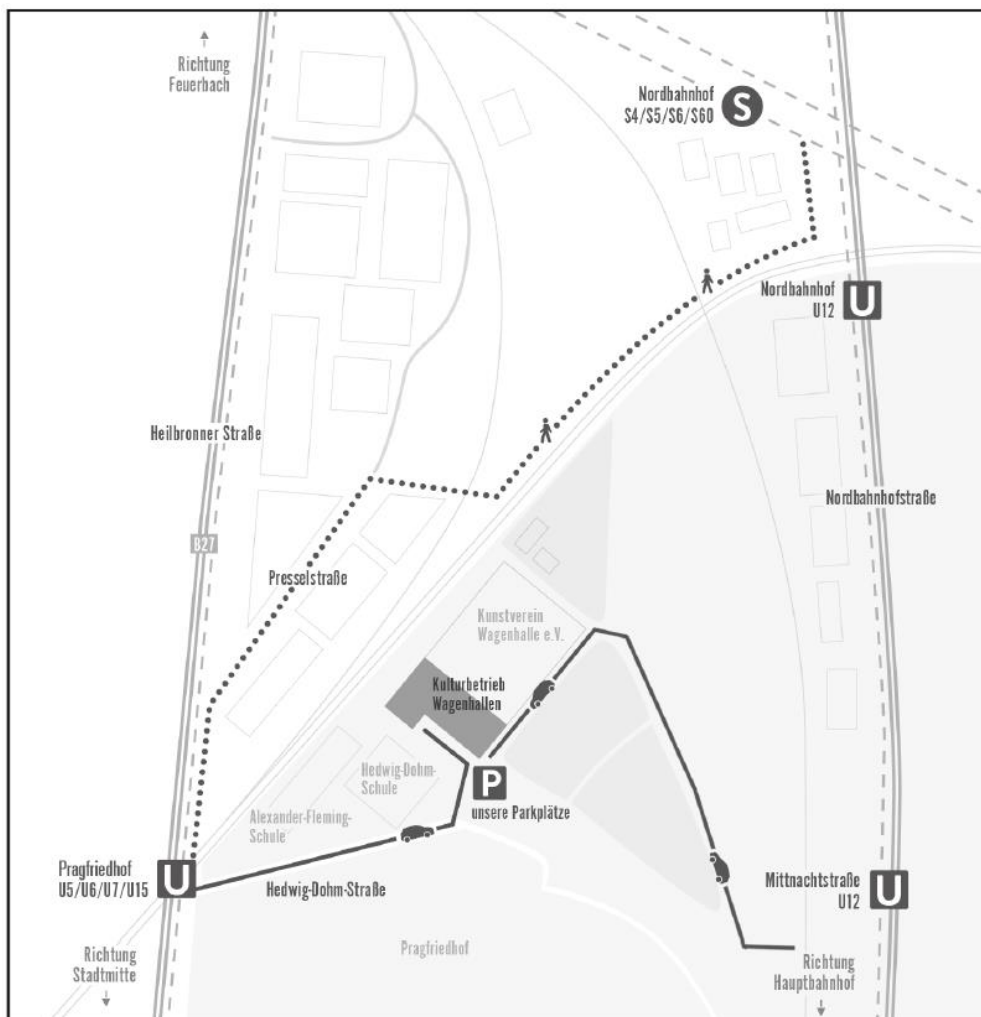 Richtung
Feuerbach
Nordbahnhof
S4/S5/S6/S60
S
Nordbahnhof
U12
U
Heilbronner Straße
Nordbahnhofstraße
B27
Presselstraße
Kunstverein
Wagenhalle e.V.
Kulturbetrieb
Wagenhallen
Hedwig-Dohm-
Schule
P
unsere Parkplätze
Alexander-Fleming-
Schule
Pragfriedhof
U5/U6/U7/U15
U
Hedwig-Dohm-Straße
Mittnachtstraße
U12
U
Pragfriedhof
Richtung
Stadtmitte
Richtung
Hauptbahnhof